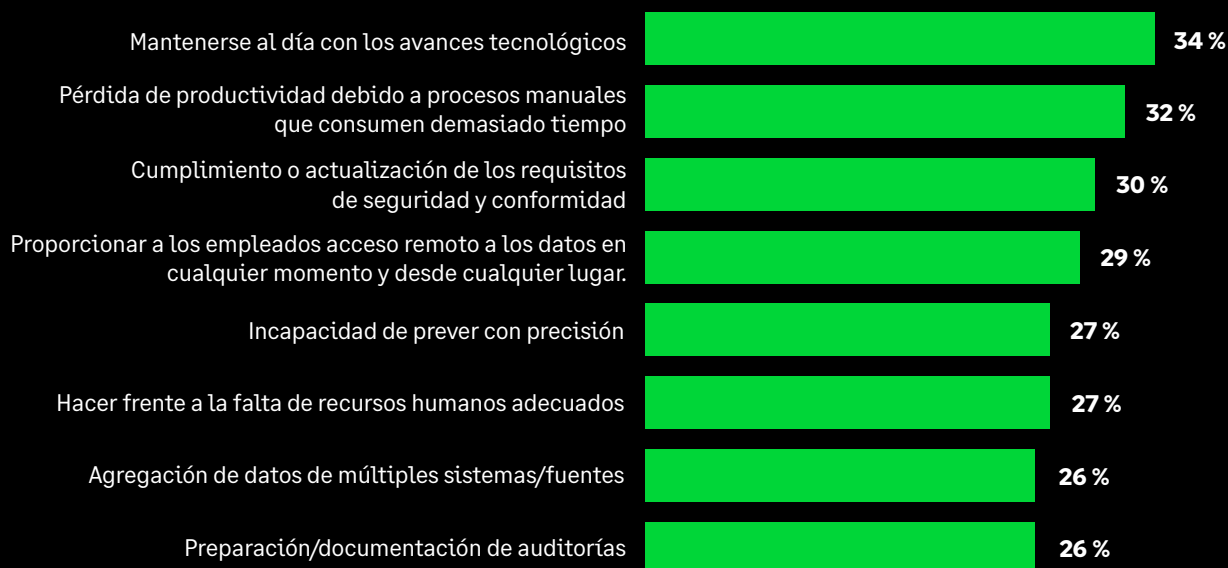 Mantenerse al día con los avances tecnológicos
34 %
Pérdida de productividad debido a procesos manuales
que consumen demasiado tiempo
32 %
Cumplimiento o actualización de los requisitos
de seguridad y conformidad
30 %
Proporcionar a los empleados acceso remoto a los datos en
cualquier momento y desde cualquier lugar.
29 %
Incapacidad de prever con precisión
27 %
Hacer frente a la falta de recursos humanos adecuados
27 %
Agregación de datos de múltiples sistemas/fuentes
26 %
Preparación/documentación de auditorías
26 %